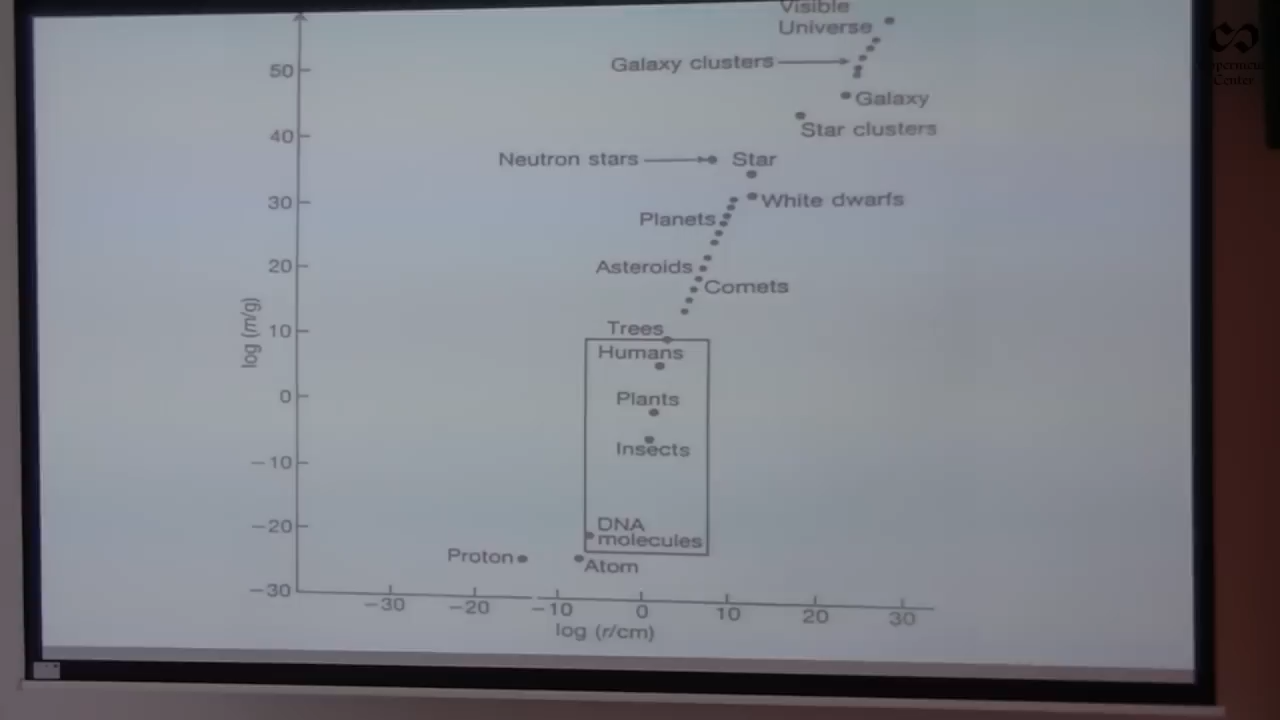 Visible
Universe
Galaxy clusters
50
Galaxy
40
Star clusters
Neutron stars
Star
30
White dwarfs
Planets
20
Asteroids
Comets
log (m/g)
10
Trees
Humans
0
Plants
Insects
-10
-20
DNA
molecules
Proton
Atom
-30
-30
-20
-10
0
10
20
30
log (r/cm)
Center